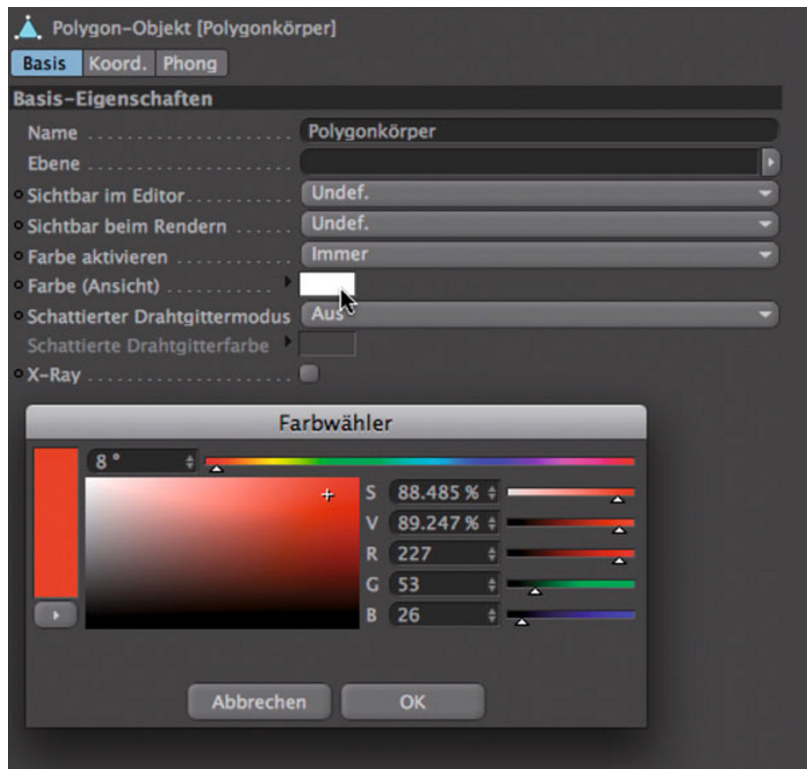 Polygon-Objekt [Polygonkörper]
Basis Koord. Phong
Basis-Eigenschaften
Name Polygonkörper
Ebene
Sichtbar im Editor Undef.
Sichtbar beim Rendern Undef.
Farbe aktivieren Immer
Farbe (Ansicht)
Schattierter Drahtgittermodus Aus
Schattierte Drahtgitterfarbe
X-Ray
Farbwähler
8 °
S 88.485 %
V 89.247 %
R 227
G 53
B 26
Abbrechen OK